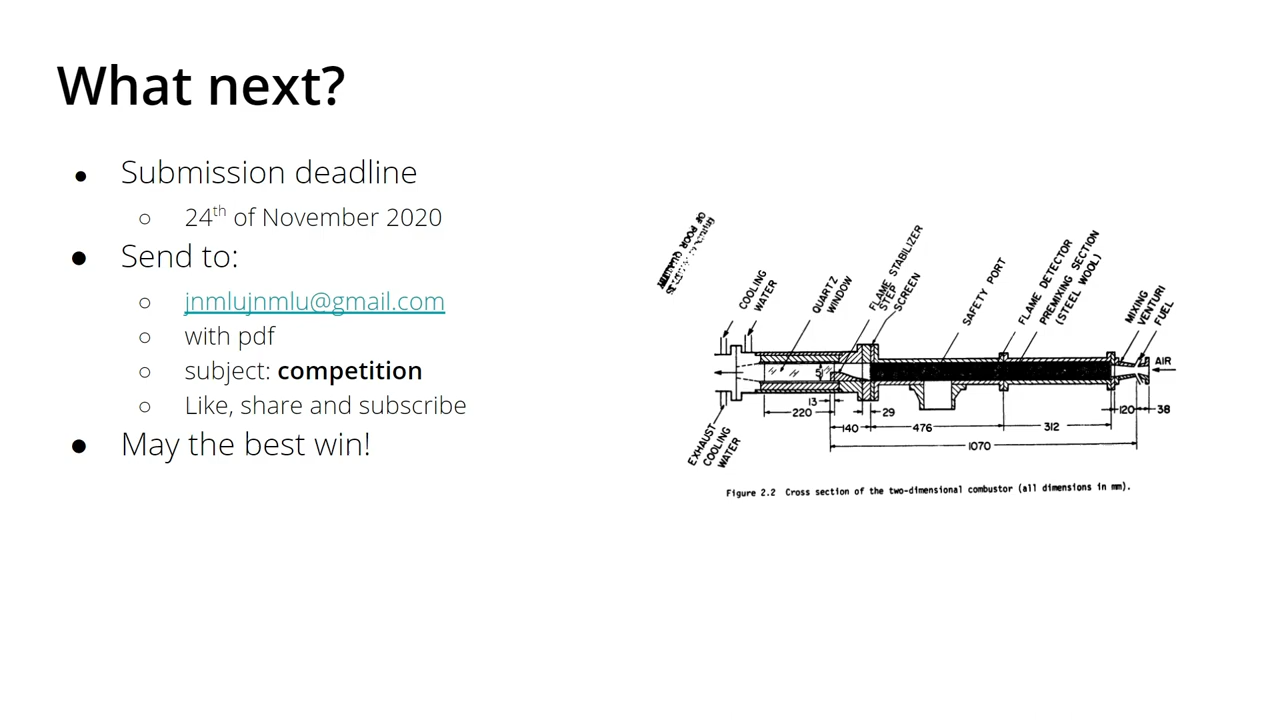 What next?
● Submission deadline
○ 24th of November 2020
● Send to:
○ jnmlujnmlu@gmail.com
○ with pdf
○ subject: competition
○ Like, share and subscribe
● May the best win!
COOLING
WATER
QUARTZ
WINDOW
FLAME STABILIZER
STEP
SCREEN
SAFETY PORT
FLAME DETECTOR
PREMIXING SECTION
(STEEL WOOL)
MIXING
VENTURI
FUEL
AIR
13
220
29
120
38
140
476
312
1070
EXHAUST
COOLING
WATER
Figure 2.2 Cross section of the two-dimensional combustor (all dimensions in mm).